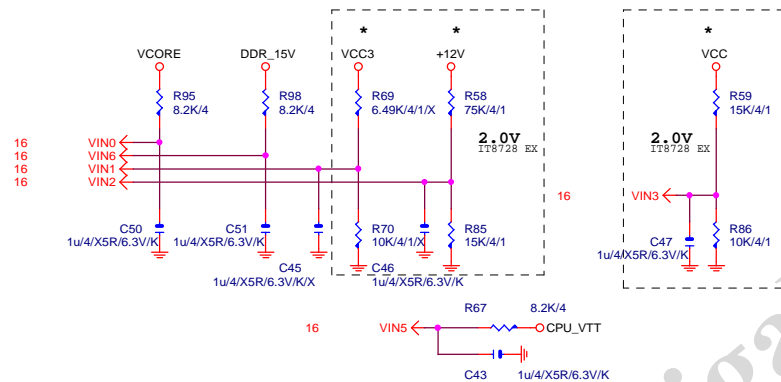 * * *
VCORE DDR_15V VCC3 +12V VCC
R95 8.2K/4
R98 8.2K/4
R69 6.49K/4/1/X
R58 75K/4/1
R59 15K/4/1
2.0V
IT8728 EX
2.0V
IT8728 EX
16 VIN0
16 VIN6
16 VIN1
16 VIN2
16 VIN3
C50 1u/4/X5R/6.3V/K
C51 1u/4/X5R/6.3V/K
C45 1u/4/X5R/6.3V/K/X
R70 10K/4/1/X
C46 1u/4/X5R/6.3V/K
R85 15K/4/1
C47 1u/4/X5R/6.3V/K
R86 10K/4/1
R67 8.2K/4
16 VIN5 CPU_VTT
C43 1u/4/X5R/6.3V/K